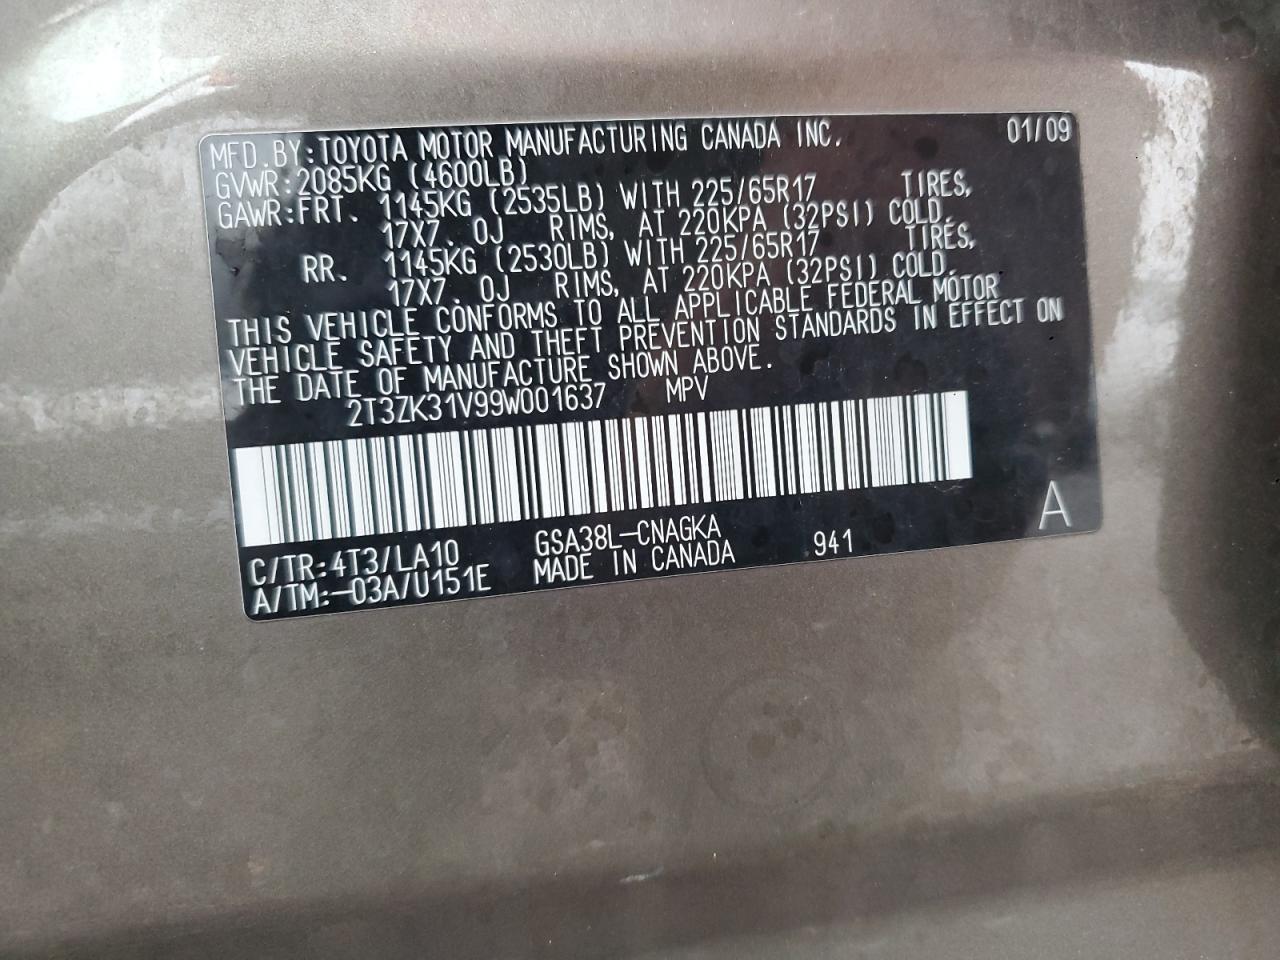 MFD.BY:TOYOTA MOTOR MANUFACTURING CANADA INC. 01/09
GVWR:2085KG (4600LB)
GAWR:FRT. 1145KG (2535LB) WITH 225/65R17 TIRES,
17X7.0J RIMS, AT 220KPA (32PSI) COLD.
RR. 1145KG (2530LB) WITH 225/65R17 TIRES,
17X7.0J RIMS, AT 220KPA (32PSI) COLD.
THIS VEHICLE CONFORMS TO ALL APPLICABLE FEDERAL MOTOR
VEHICLE SAFETY AND THEFT PREVENTION STANDARDS IN EFFECT ON
THE DATE OF MANUFACTURE SHOWN ABOVE.
2T3ZK31V99W001637 MPV
C/TR:4T3/LA10 GSA38L-CNAGKA 941 A
A/TM:-03A/U151E MADE IN CANADA